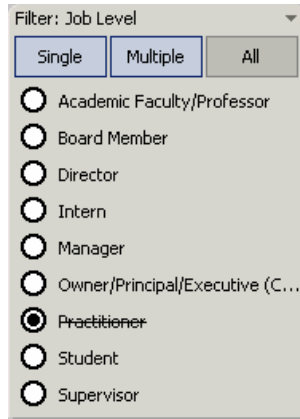 Filter: Job Level
Single Multiple All
Academic Faculty/Professor
Board Member
Director
Intern
Manager
Owner/Principal/Executive (C...
Practitioner
Student
Supervisor